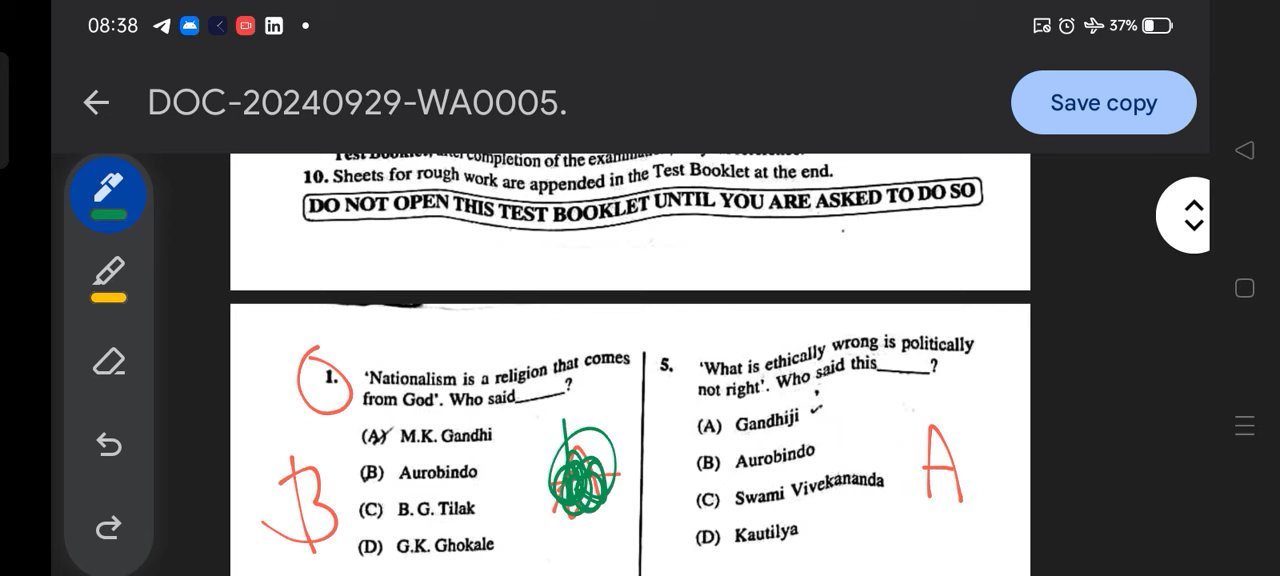 08:38
37%
DOC-20240929-WA0005.
Save copy
completion of the
10. Sheets for rough work are appended in the Test Booklet at the end.
DO NOT OPEN THIS TEST BOOKLET UNTIL YOU ARE ASKED TO DO SO
1. 'Nationalism is a religion that comes
from God'. Who said______?
(A) M.K. Gandhi
(B) Aurobindo
(C) B. G. Tilak
(D) G.K. Ghokale
B
5. 'What is ethically wrong is politically
not right'. Who said this______?
(A) Gandhiji
(B) Aurobindo
(C) Swami Vivekananda
(D) Kautilya
A